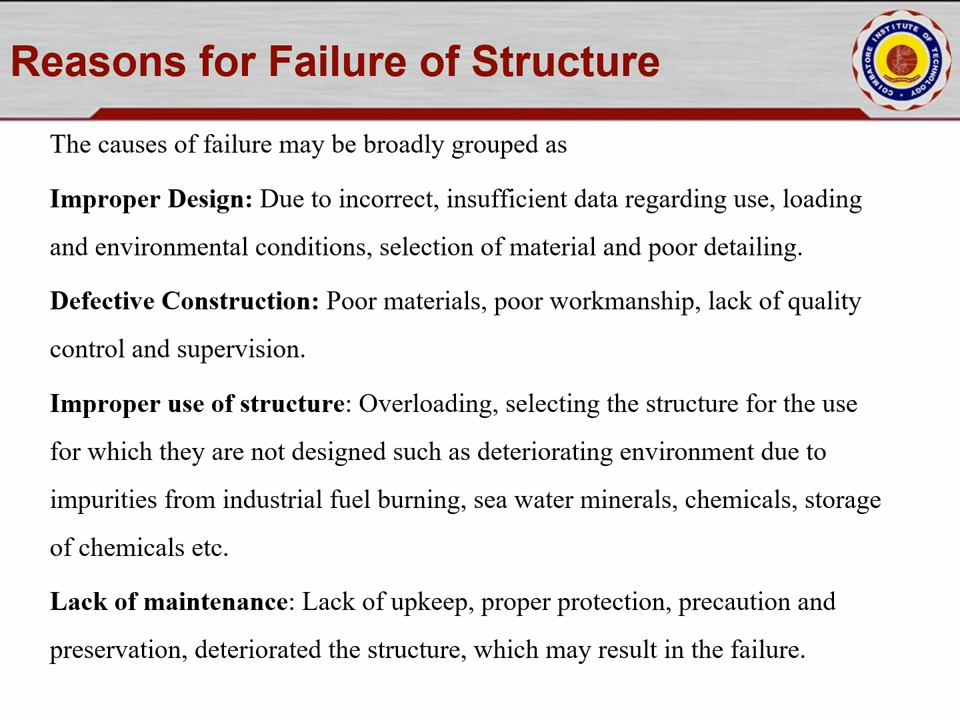 Reasons for Failure of Structure
COIMBATORE INSTITUTE OF TECHNOLOGY
The causes of failure may be broadly grouped as
Improper Design: Due to incorrect, insufficient data regarding use, loading
and environmental conditions, selection of material and poor detailing.
Defective Construction: Poor materials, poor workmanship, lack of quality
control and supervision.
Improper use of structure: Overloading, selecting the structure for the use
for which they are not designed such as deteriorating environment due to
impurities from industrial fuel burning, sea water minerals, chemicals, storage
of chemicals etc.
Lack of maintenance: Lack of upkeep, proper protection, precaution and
preservation, deteriorated the structure, which may result in the failure.